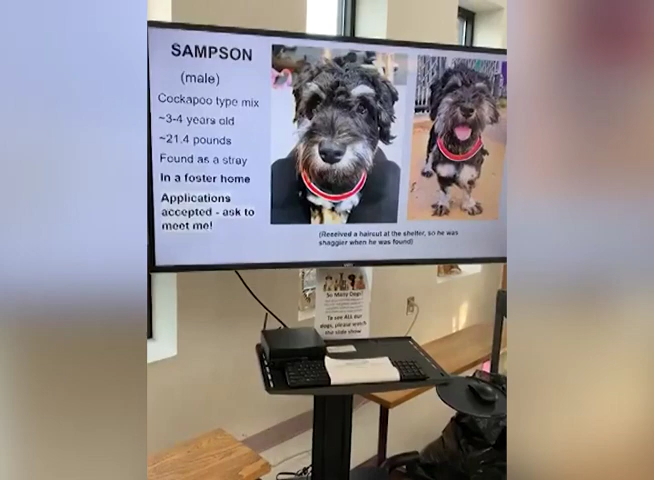 SAMPSON
(male)
Cockapoo type mix
~3-4 years old
~21.4 pounds
Found as a stray
In a foster home
Applications
accepted - ask to
meet me!
(Received a haircut at the shelter, so he was
shaggier when he was found)
So Many Dogs!
To see ALL our
dogs, please watch
the slide show